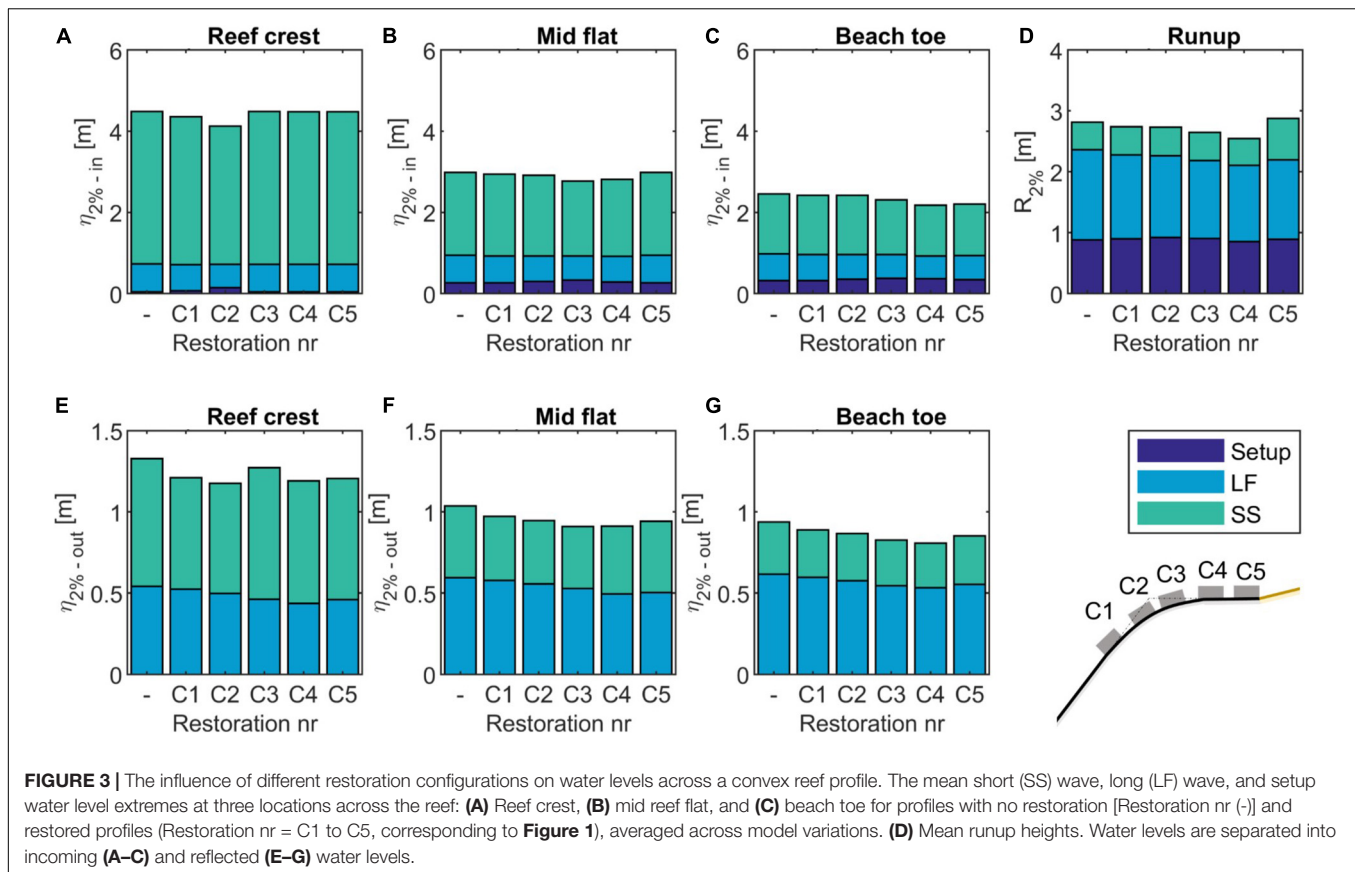 A Reef crest
6
4
2
0
η2% - in [m]
- C1 C2 C3 C4 C5
Restoration nr
B Mid flat
6
4
2
0
η2% - in [m]
- C1 C2 C3 C4 C5
Restoration nr
C Beach toe
6
4
2
0
η2% - in [m]
- C1 C2 C3 C4 C5
Restoration nr
D Runup
4
3
2
1
0
R2% [m]
- C1 C2 C3 C4 C5
Restoration nr
E Reef crest
1.5
1
0.5
0
η2% - out [m]
- C1 C2 C3 C4 C5
Restoration nr
F Mid flat
1.5
1
0.5
0
η2% - out [m]
- C1 C2 C3 C4 C5
Restoration nr
G Beach toe
1.5
1
0.5
0
η2% - out [m]
- C1 C2 C3 C4 C5
Restoration nr
Setup
LF
SS
C1 C2 C3 C4 C5
FIGURE 3 | The influence of different restoration configurations on water levels across a convex reef profile. The mean short (SS) wave, long (LF) wave, and setup
water level extremes at three locations across the reef: (A) Reef crest, (B) mid reef flat, and (C) beach toe for profiles with no restoration [Restoration nr (-)] and
restored profiles (Restoration nr = C1 to C5, corresponding to Figure 1), averaged across model variations. (D) Mean runup heights. Water levels are separated into
incoming (A–C) and reflected (E–G) water levels.